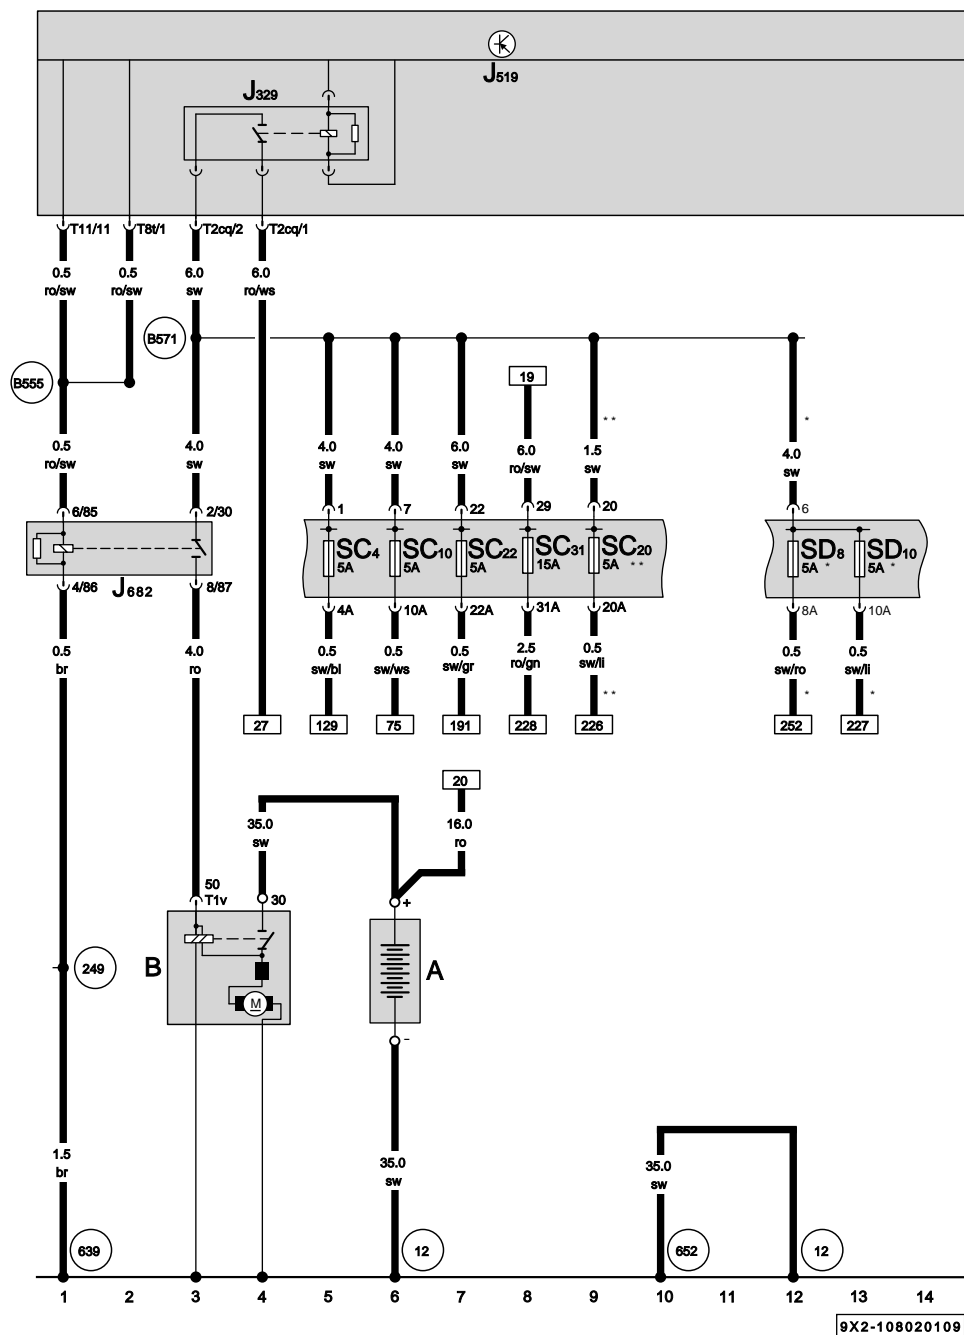 J519
J329
T11/11 T8t/1 T2cq/2 T2cq/1
0.5 0.5 6.0 6.0
ro/sw ro/sw sw ro/ws
B571
B555
19
* * *
0.5 4.0 4.0 4.0 6.0 6.0 1.5 4.0
ro/sw sw sw sw sw ro/sw sw sw
6/85 2/30 1 7 22 29 20 6
SC4 SC10 SC22 SC31 SC20 SD8 SD10
5A 5A 5A 15A 5A * * 5A * 5A *
4/86 J682 8/87 4A 10A 22A 31A 20A 8A 10A
0.5 4.0 0.5 0.5 0.5 2.5 0.5 0.5 0.5
br ro sw/bl sw/ws sw/gr ro/gn sw/li sw/ro sw/li
* * * *
27 129 75 191 228 226 252 227
20
35.0 16.0
sw ro
50
T1v 30 +
M
B A
249
-
1.5 35.0 35.0
br sw sw
639 12 652 12
1 2 3 4 5 6 7 8 9 10 11 12 13 14
9X2-108020109